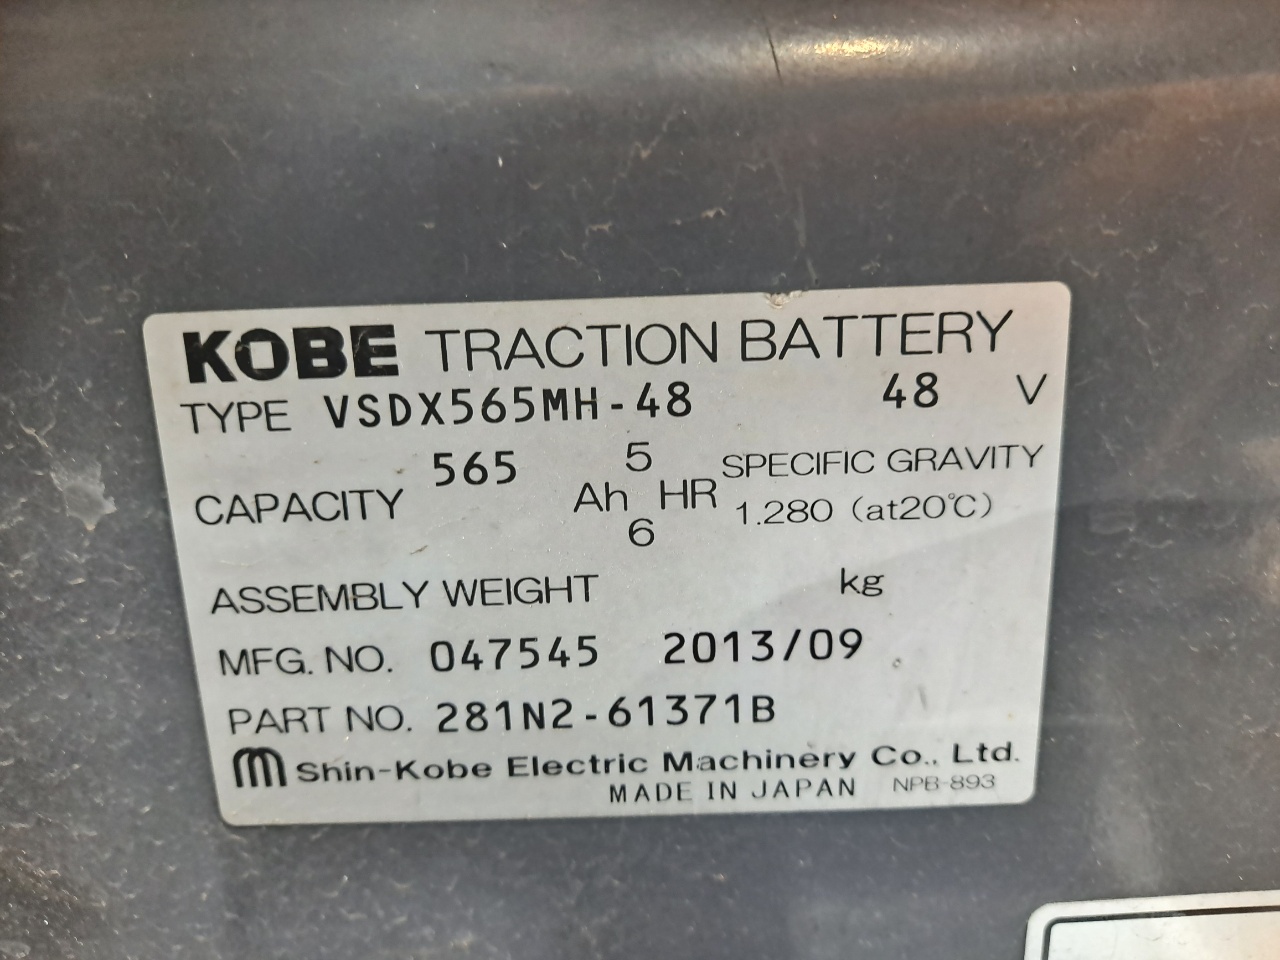 KOBE TRACTION BATTERY
TYPE VSDX565MH-48 48 V
CAPACITY 565 Ah 5 HR
6
SPECIFIC GRAVITY
1.280 (at20℃)
ASSEMBLY WEIGHT kg
MFG. NO. 047545 2013/09
PART NO. 281N2-61371B
Shin-Kobe Electric Machinery Co., Ltd.
MADE IN JAPAN NPB-893